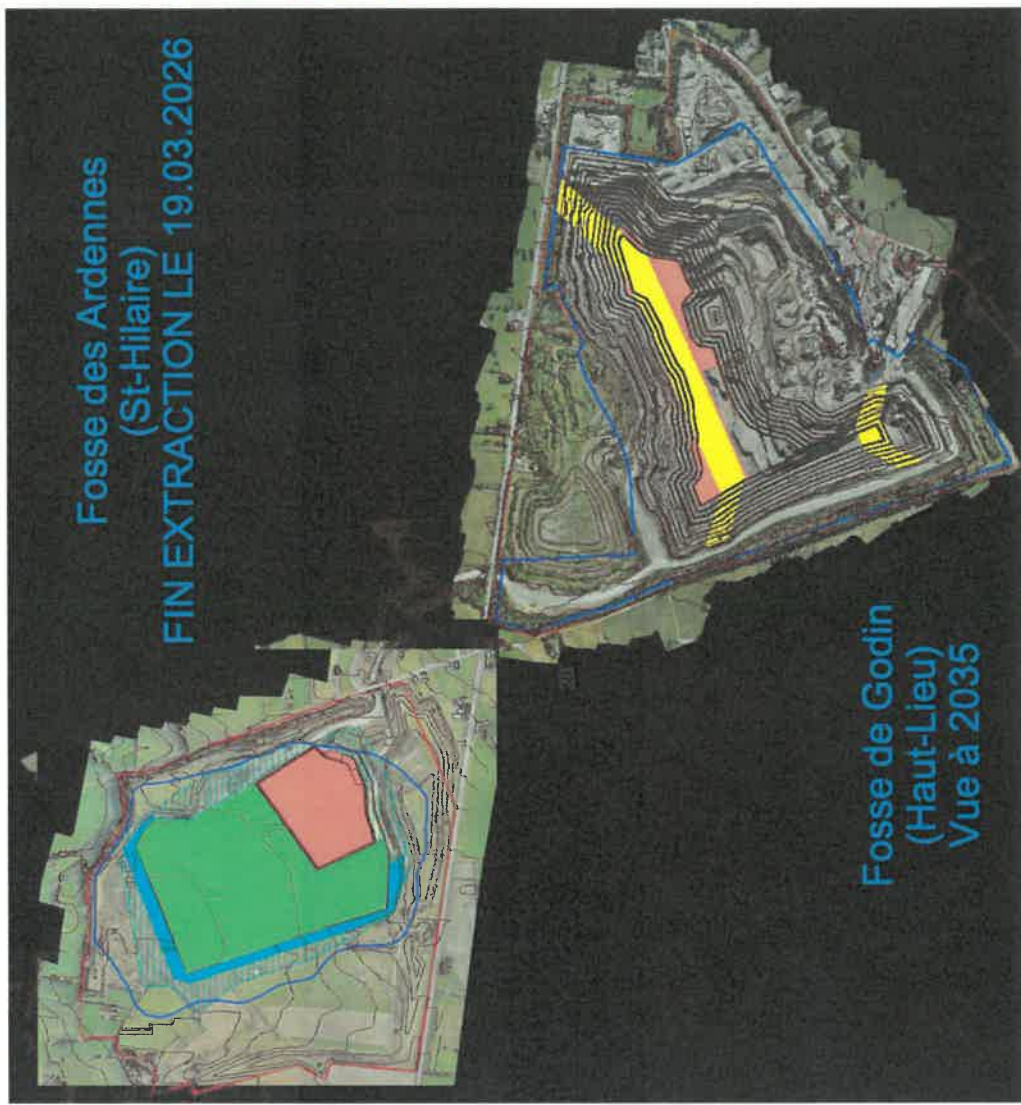 Fosse des Ardennes
(St-Hilaire)
FIN EXTRACTION LE 19.03.2026
Fosse de Godin
(Haut-Lieu)
Vue à 2035